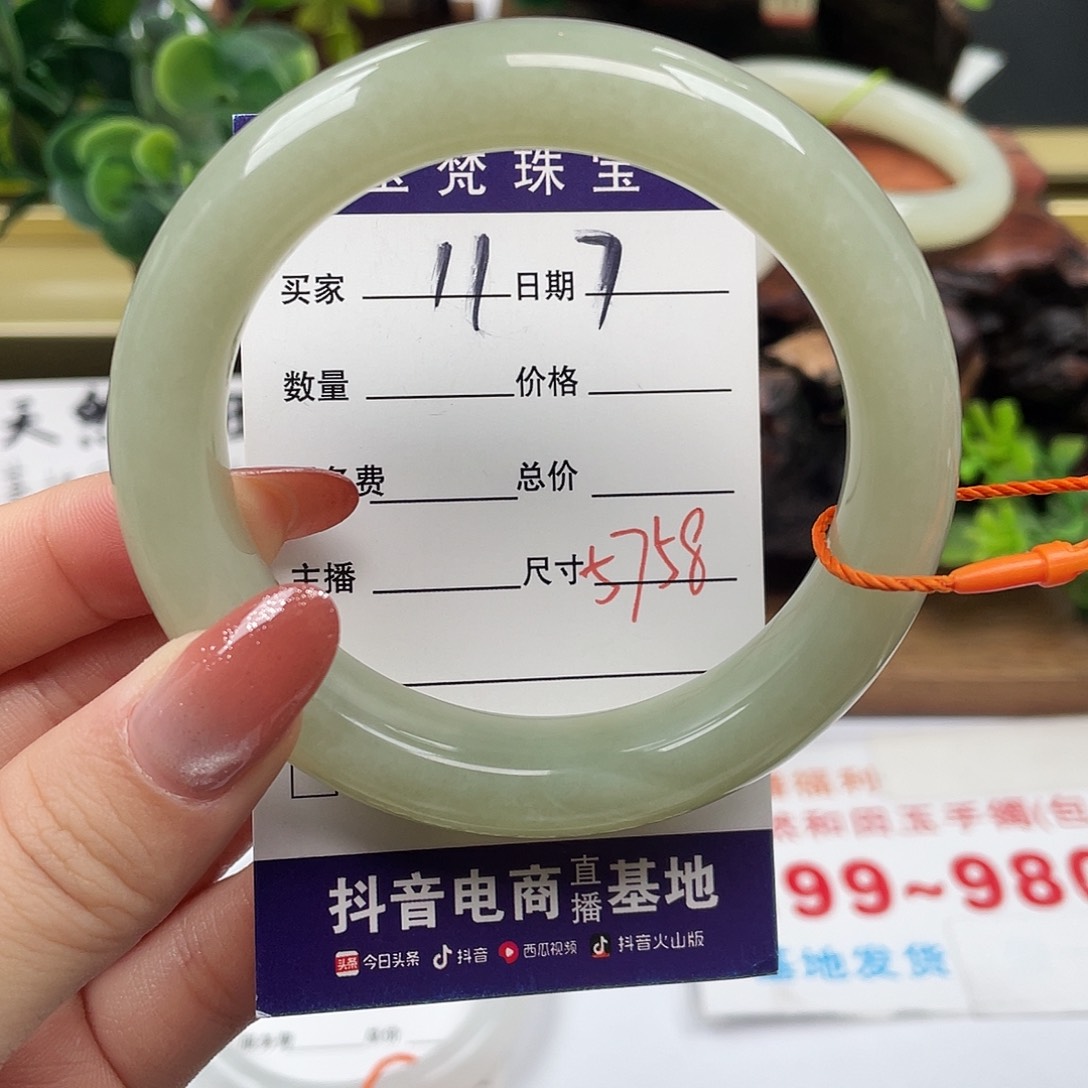 梵珠宝
买家 11 日期 7
数量 价格
费 总价
主播 尺寸 5758
抖音电商直播基地
今日头条 抖音 西瓜视频 抖音火山版
天
福利
和田玉手镯(包
99~980
基地发货